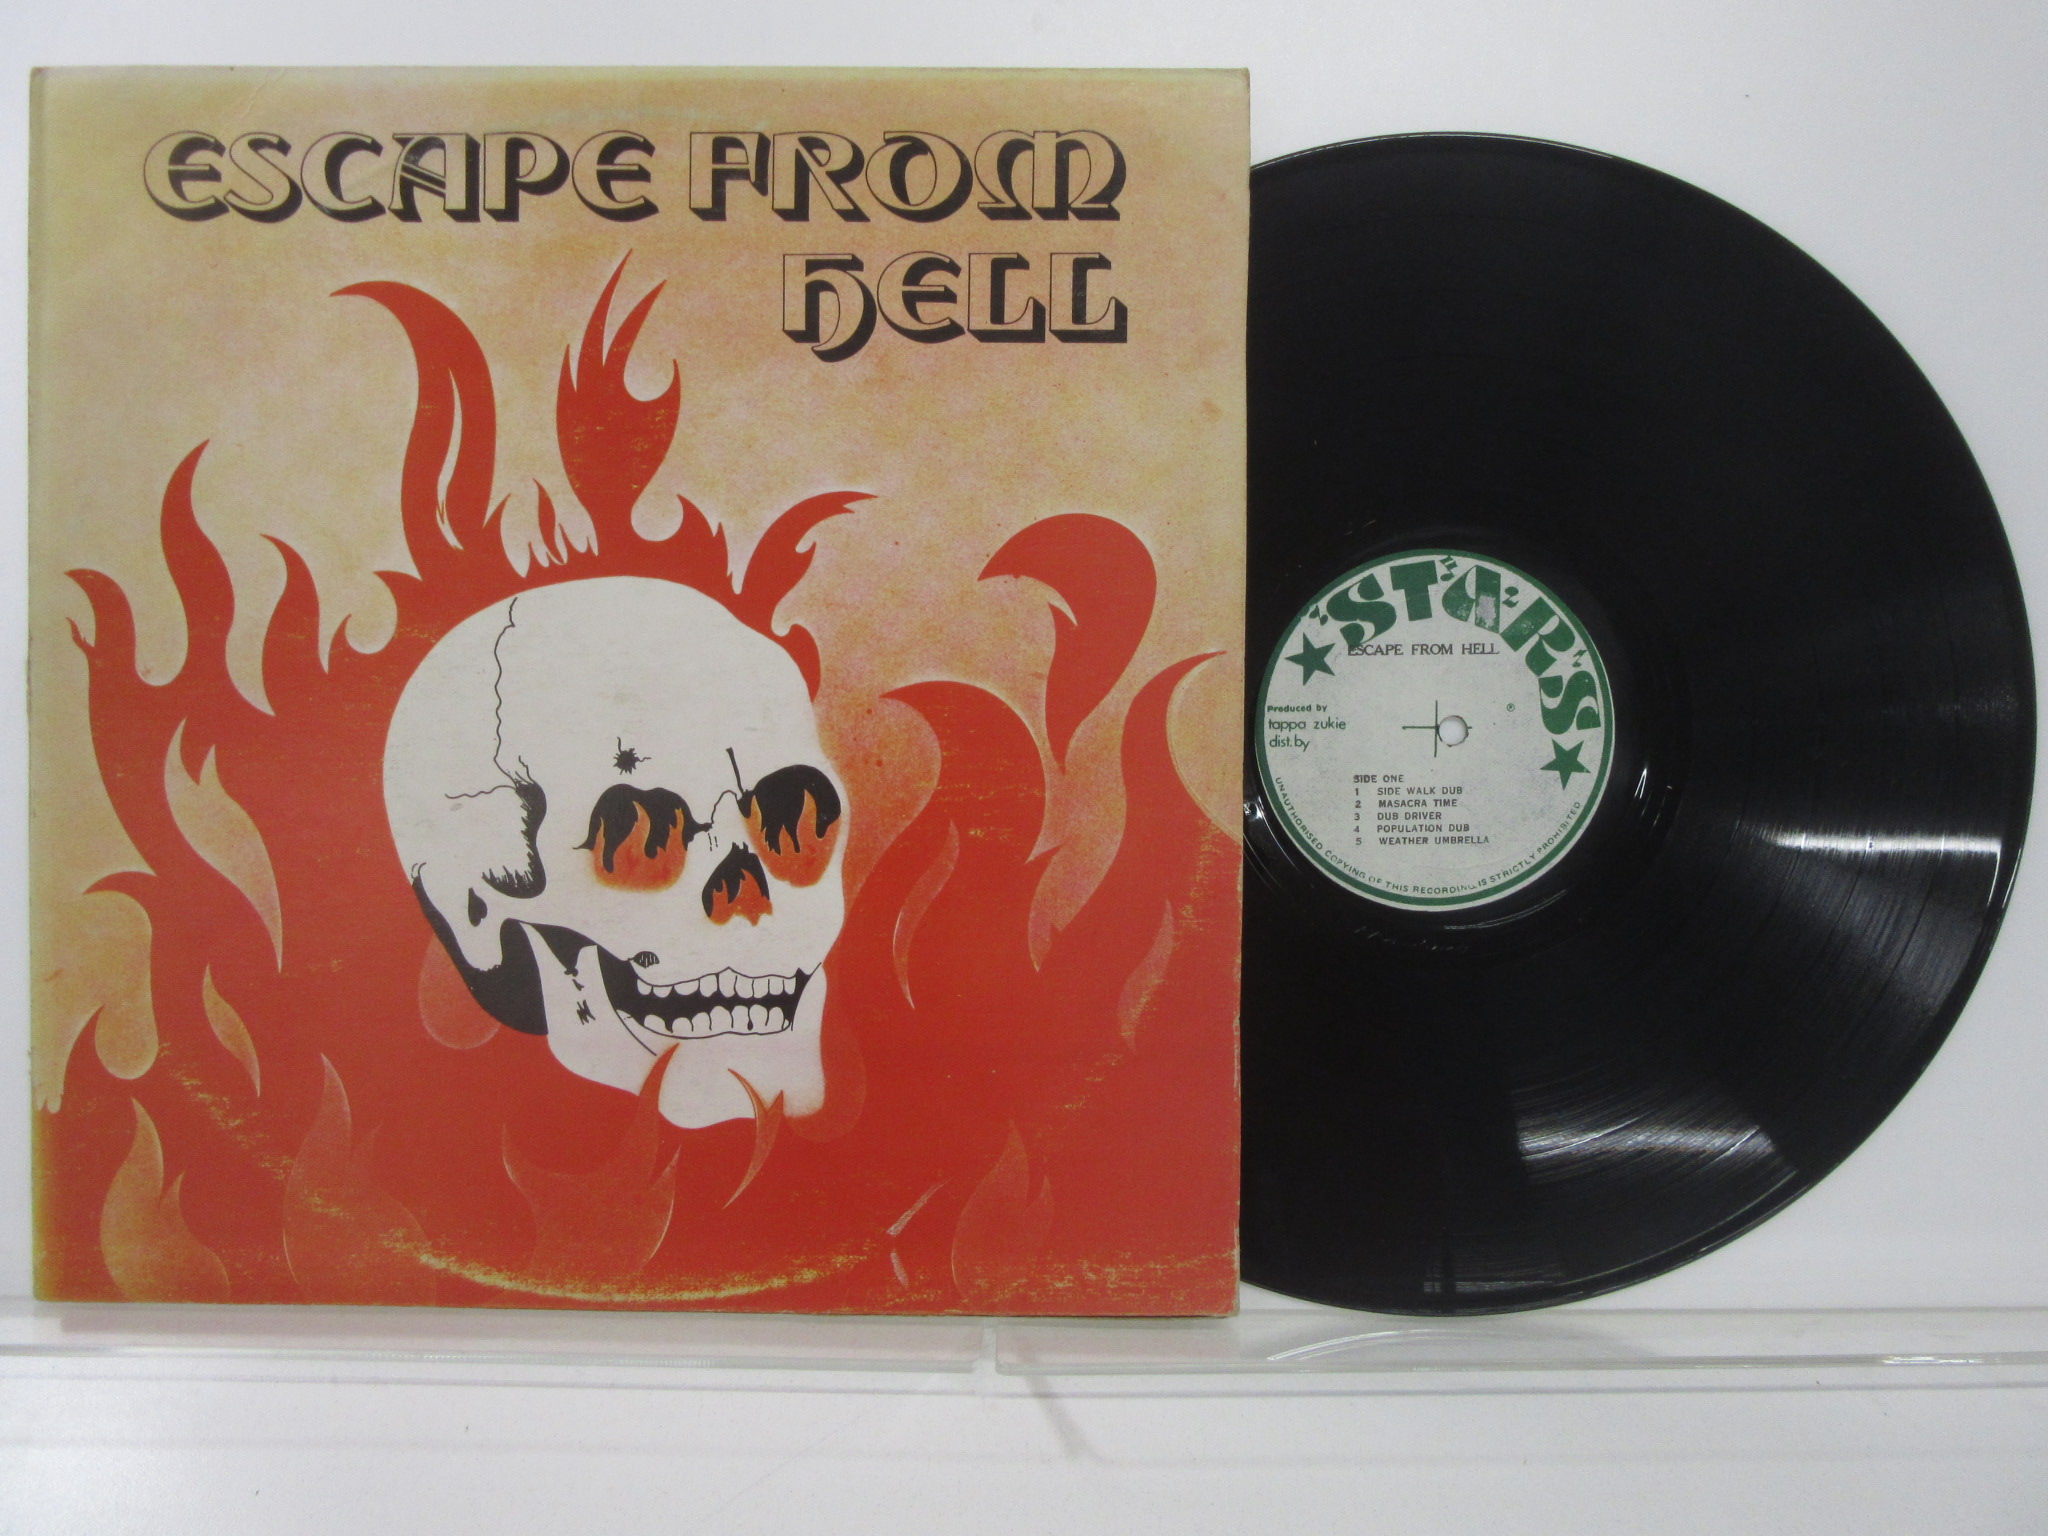 ESCAPE FROM
HELL
STARS
ESCAPE FROM HELL
®
Produced by
tappa zukie
dist. by
SIDE ONE
1 SIDE WALK DUB
2 MASACRA TIME
3 DUB DRIVER
4 POPULATION DUB
5 WEATHER UMBRELLA
UNAUTHORISED COPYING OF THIS RECORDING IS STRICTLY PROHIBITED